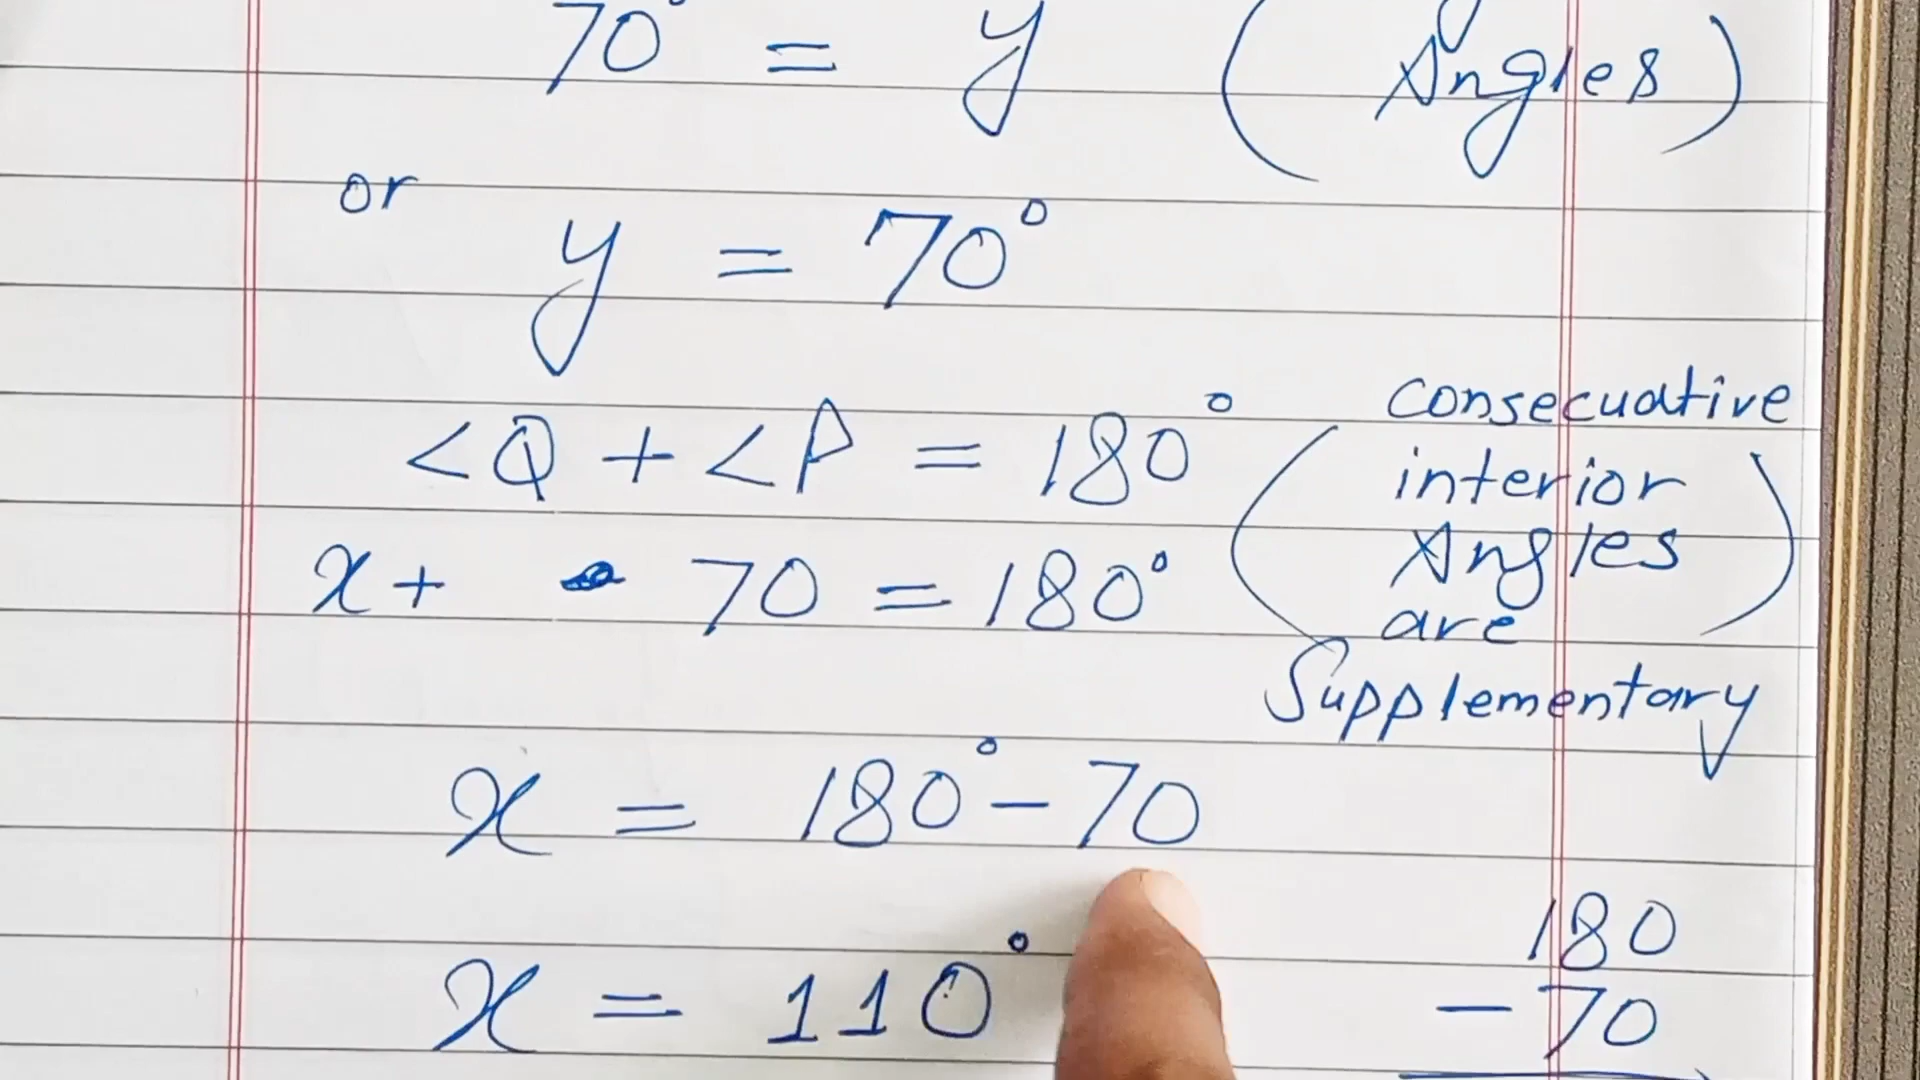 70° = y ( Angles )
or
y = 70°
<Q + <P = 180° ( consecuative
interior
Angles
are )
Supplementary
x + 70 = 180°
x = 180° - 70
x = 110°
180
- 70